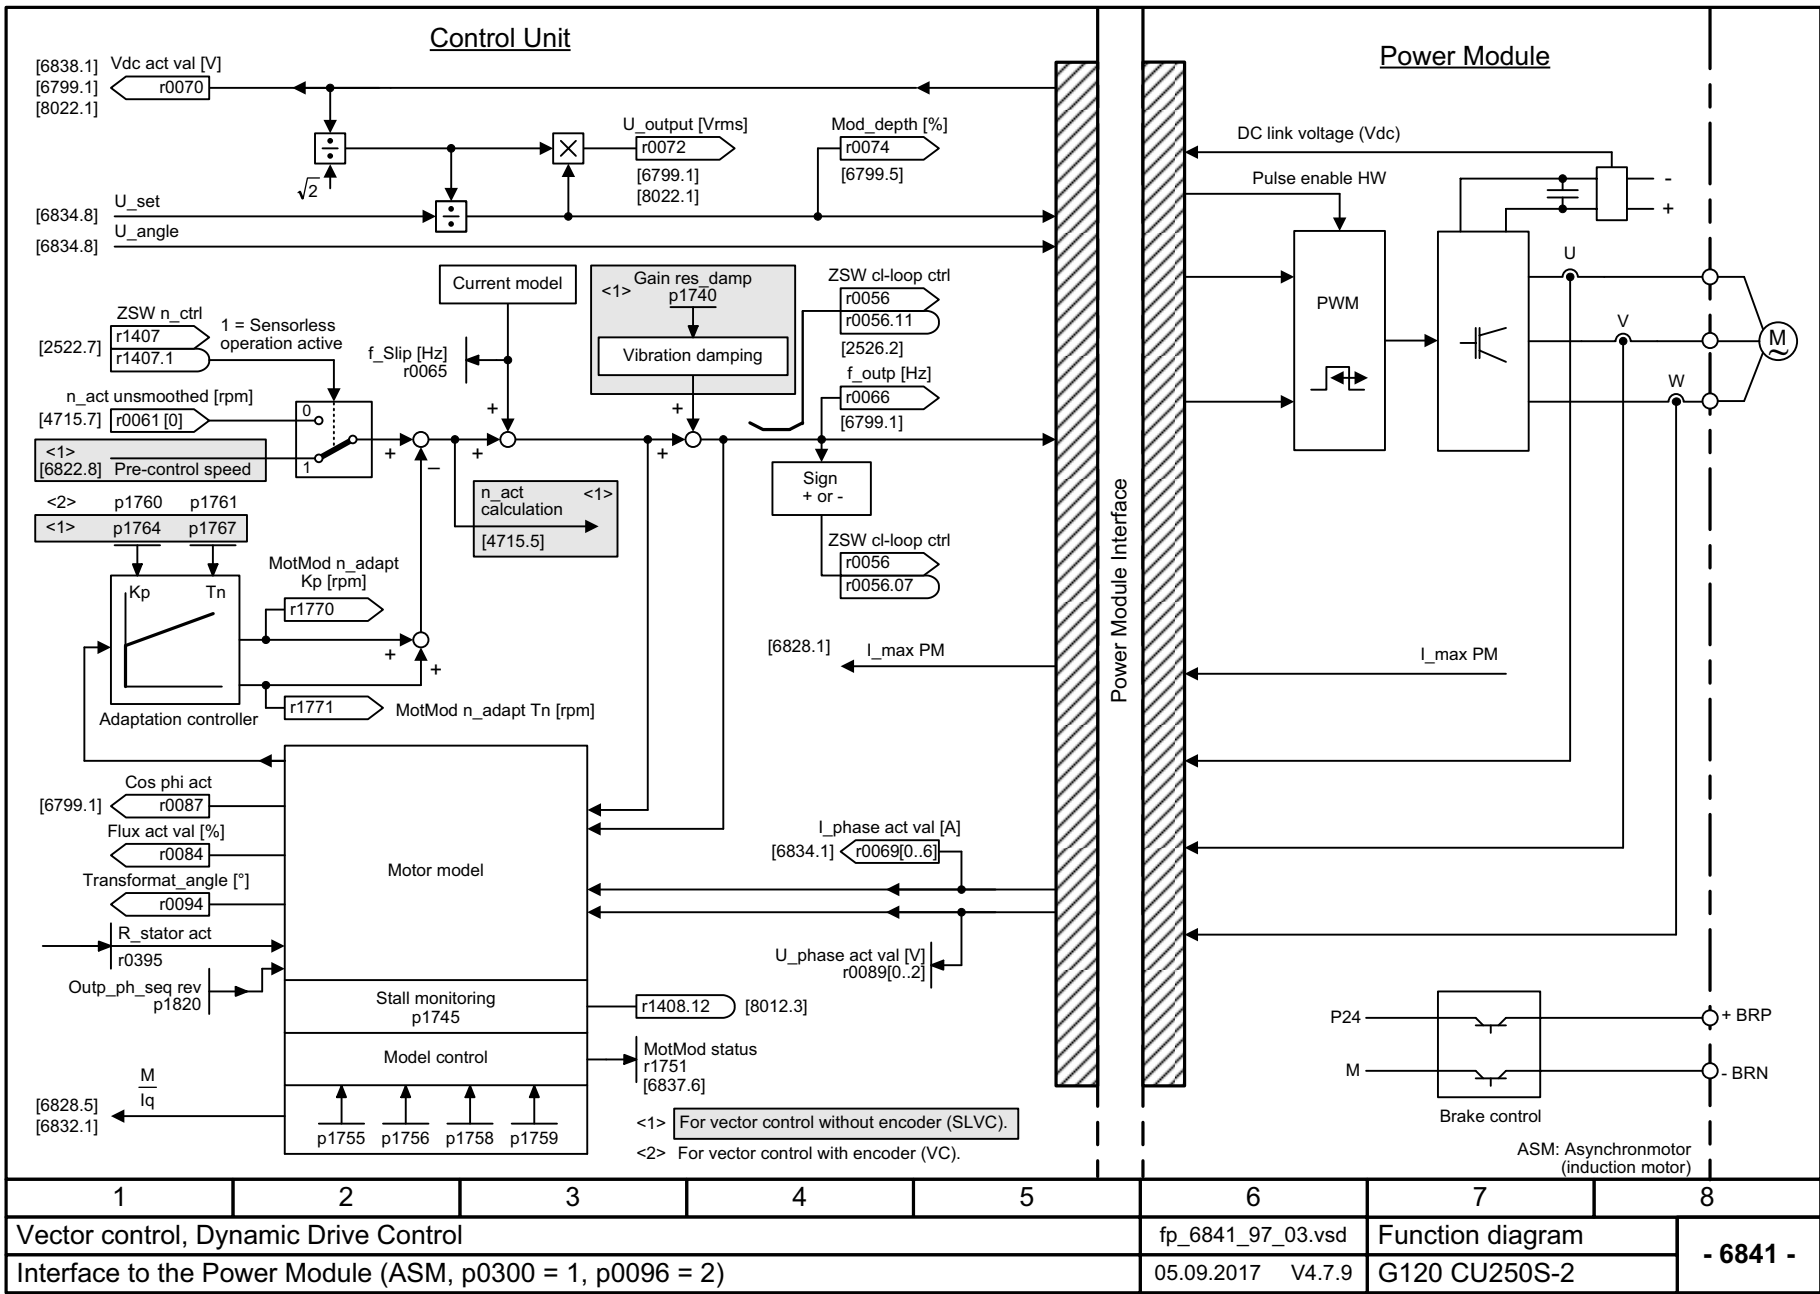 Control Unit
Power Module
[6838.1]
[6799.1]
[8022.1]
Vdc act val [V]
r0070
÷
√2
×
U_output [Vrms]
r0072
[6799.1]
[8022.1]
Mod_depth [%]
r0074
[6799.5]
[6834.8]
U_set
÷
[6834.8]
U_angle
DC link voltage (Vdc)
Pulse enable HW
-
+
PWM
U
V
W
M
~
ZSW n_ctrl
r1407
r1407.1
[2522.7]
1 = Sensorless
operation active
Current model
f_Slip [Hz]
r0065
<1>
Gain res_damp
p1740
Vibration damping
ZSW cl-loop ctrl
r0056
r0056.11
[2526.2]
f_outp [Hz]
r0066
[6799.1]
n_act unsmoothed [rpm]
[4715.7]
r0061 [0]
0
1
<1>
[6822.8]
Pre-control speed
+
–
+
+
+
+
<2>
p1760
p1761
<1>
p1764
p1767
n_act
calculation
<1>
[4715.5]
Sign
+ or -
ZSW cl-loop ctrl
r0056
r0056.07
Kp
Tn
Adaptation controller
MotMod n_adapt
Kp [rpm]
r1770
+
+
r1771
MotMod n_adapt Tn [rpm]
[6828.1]
I_max PM
Power Module Interface
I_max PM
Cos phi act
[6799.1]
r0087
Flux act val [%]
r0084
Transformat_angle [°]
r0094
R_stator act
r0395
Outp_ph_seq rev
p1820
Motor model
I_phase act val [A]
[6834.1]
r0069[0..6]
U_phase act val [V]
r0089[0..2]
Stall monitoring
p1745
r1408.12
[8012.3]
Model control
MotMod status
r1751
[6837.6]
M
Iq
[6828.5]
[6832.1]
p1755
p1756
p1758
p1759
<1>
For vector control without encoder (SLVC).
<2>
For vector control with encoder (VC).
P24
+ BRP
M
- BRN
Brake control
ASM: Asynchronmotor
(induction motor)
1
2
3
4
5
6
7
8
Vector control, Dynamic Drive Control
fp_6841_97_03.vsd
Function diagram
- 6841 -
Interface to the Power Module (ASM, p0300 = 1, p0096 = 2)
05.09.2017
V4.7.9
G120 CU250S-2